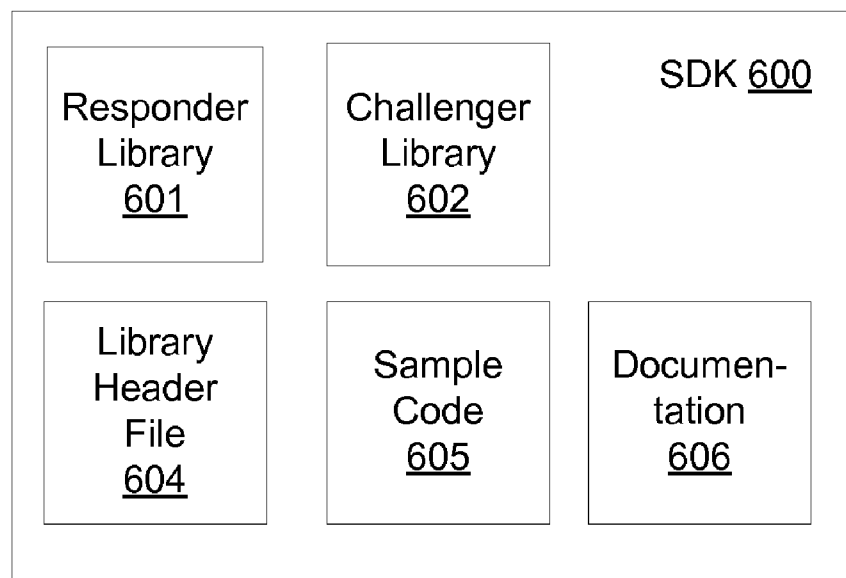 Responder
Library
601
Challenger
Library
602
SDK 600
Library
Header
File
604
Sample
Code
605
Documen-
tation
606